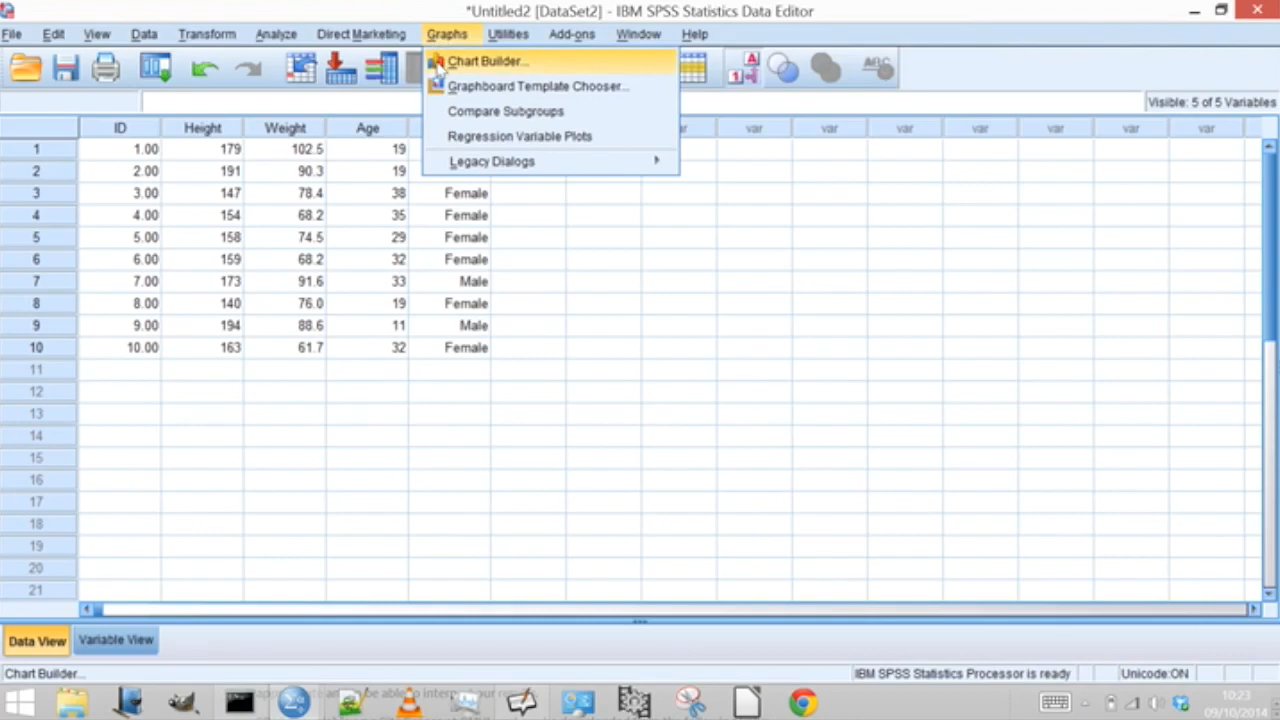 *Untitled2 [DataSet2] - IBM SPSS Statistics Data Editor
File Edit View Data Transform Analyze Direct Marketing Graphs Utilities Add-ons Window Help
Chart Builder...
Graphboard Template Chooser...
Compare Subgroups
Regression Variable Plots
Legacy Dialogs
1 A
ABC
Visible: 5 of 5 Variables
ID Height Weight Age var var var var var var var
1 1.00 179 102.5 19
2 2.00 191 90.3 19
3 3.00 147 78.4 38 Female
4 4.00 154 68.2 35 Female
5 5.00 158 74.5 29 Female
6 6.00 159 68.2 32 Female
7 7.00 173 91.6 33 Male
8 8.00 140 76.0 19 Female
9 9.00 194 88.6 11 Male
10 10.00 163 61.7 32 Female
11
12
13
14
15
16
17
18
19
20
21
Data View Variable View
Chart Builder... IBM SPSS Statistics Processor is ready Unicode:ON
10:23
09/10/2014